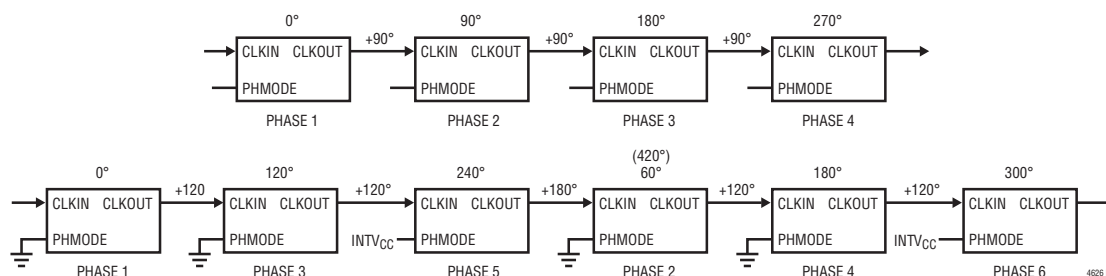 0° 90° 180° 270°
CLKIN CLKOUT +90° CLKIN CLKOUT +90° CLKIN CLKOUT +90° CLKIN CLKOUT
PHMODE PHMODE PHMODE PHMODE
PHASE 1 PHASE 2 PHASE 3 PHASE 4
(420°)
0° 120° 240° 60° 180° 300°
CLKIN CLKOUT +120 CLKIN CLKOUT +120° CLKIN CLKOUT +180° CLKIN CLKOUT +120° CLKIN CLKOUT +120° CLKIN CLKOUT
PHMODE PHMODE INTVCC PHMODE PHMODE PHMODE INTVCC PHMODE
PHASE 1 PHASE 3 PHASE 5 PHASE 2 PHASE 4 PHASE 6 4626